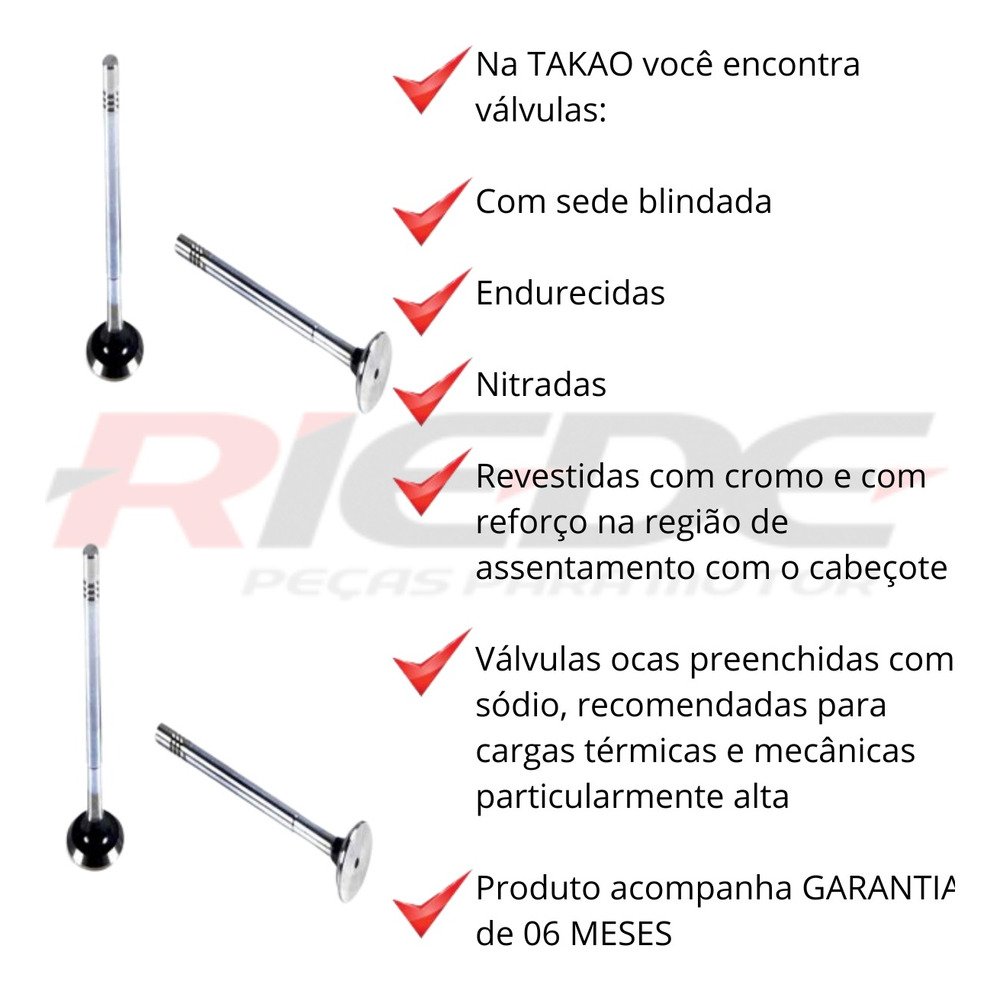 Na TAKAO você encontra
válvulas:
Com sede blindada
Endurecidas
Nitradas
RIEDE
PEÇAS PARA MOTOR
Revestidas com cromo e com
reforço na região de
assentamento com o cabeçote
Válvulas ocas preenchidas com
sódio, recomendadas para
cargas térmicas e mecânicas
particularmente alta
Produto acompanha GARANTIA
de 06 MESES